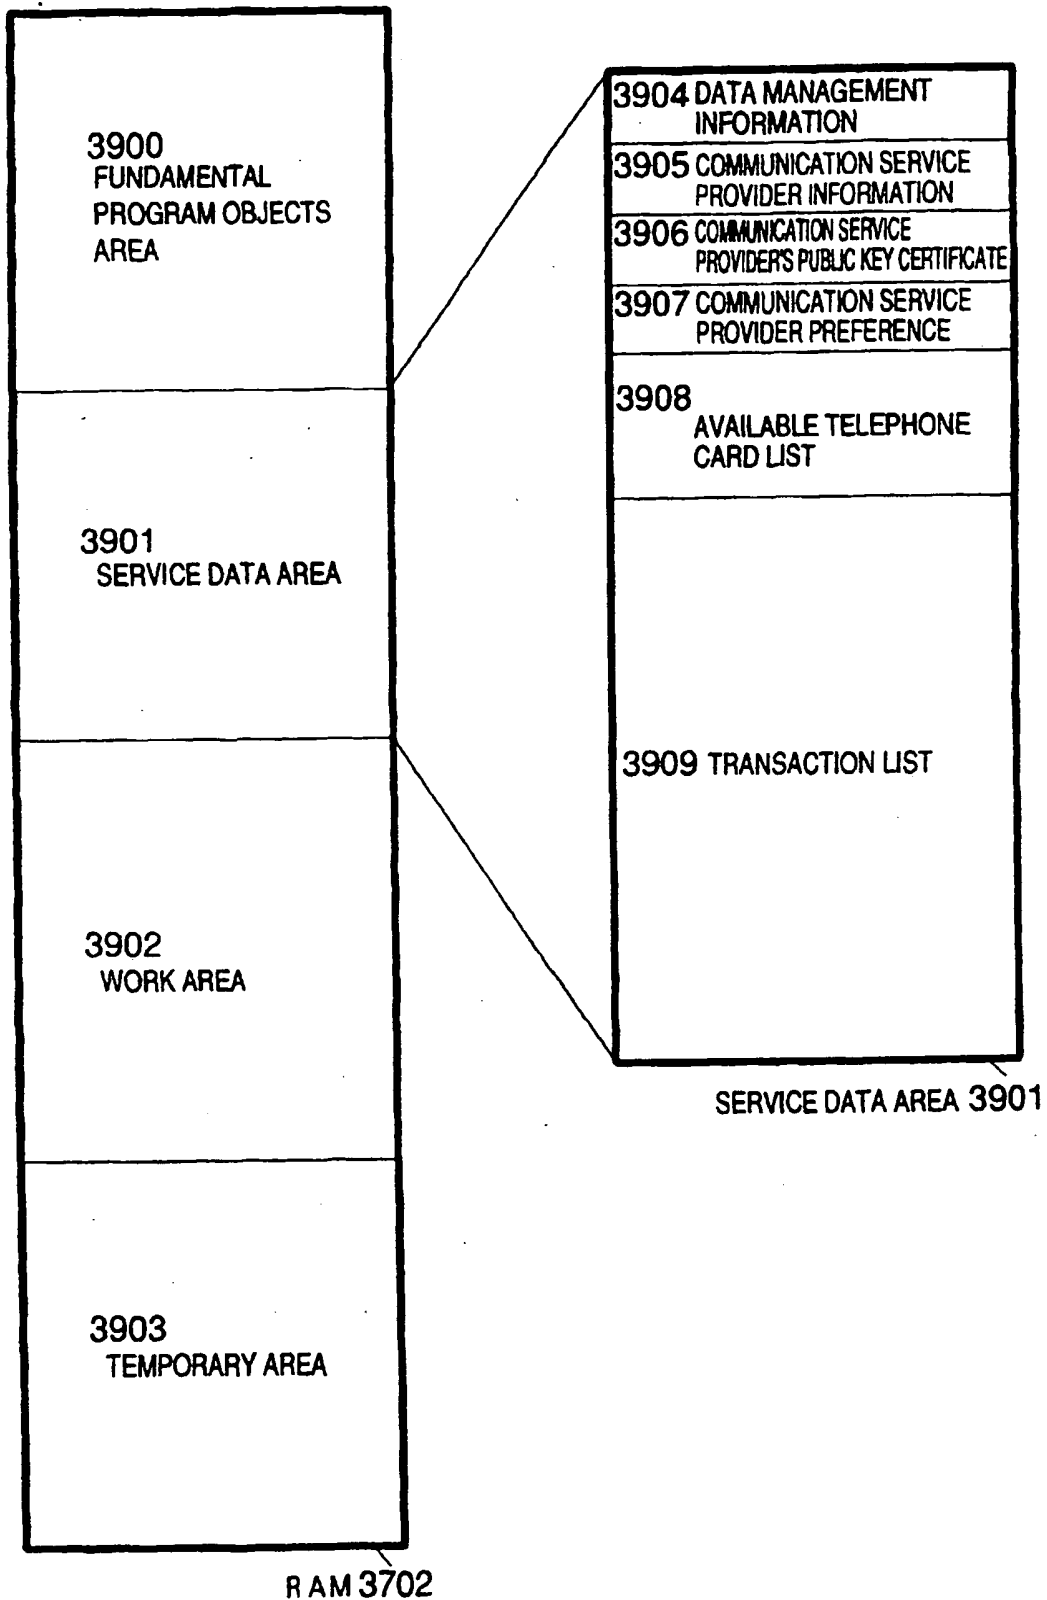 3900
FUNDAMENTAL
PROGRAM OBJECTS
AREA
3901
SERVICE DATA AREA
3902
WORK AREA
3903
TEMPORARY AREA
RAM 3702
3904 DATA MANAGEMENT
INFORMATION
3905 COMMUNICATION SERVICE
PROVIDER INFORMATION
3906 COMMUNICATION SERVICE
PROVIDER'S PUBLIC KEY CERTIFICATE
3907 COMMUNICATION SERVICE
PROVIDER PREFERENCE
3908
AVAILABLE TELEPHONE
CARD LIST
3909 TRANSACTION LIST
SERVICE DATA AREA 3901